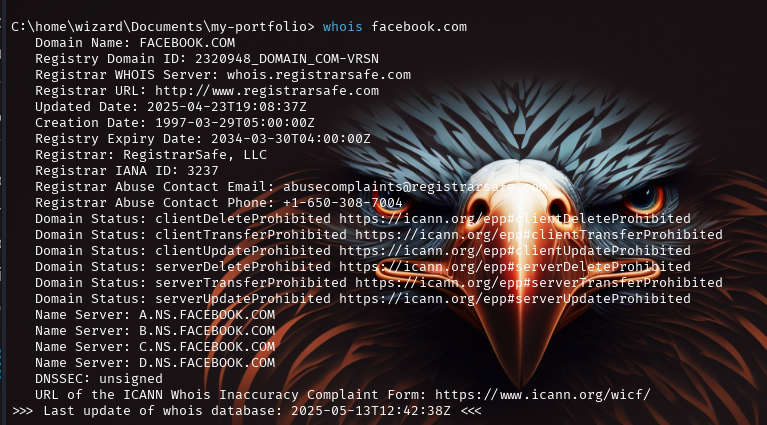 C:\home\wizard\Documents\my-portfolio> whois facebook.com
Domain Name: FACEBOOK.COM
Registry Domain ID: 2320948_DOMAIN_COM-VRSN
Registrar WHOIS Server: whois.registrarsafe.com
Registrar URL: http://www.registrarsafe.com
Updated Date: 2025-04-23T19:08:37Z
Creation Date: 1997-03-29T05:00:00Z
Registry Expiry Date: 2034-03-30T04:00:00Z
Registrar: RegistrarSafe, LLC
Registrar IANA ID: 3237
Registrar Abuse Contact Email: abusecomplaints@registrarsafe.com
Registrar Abuse Contact Phone: +1-650-308-7004
Domain Status: clientDeleteProhibited https://icann.org/epp#clientDeleteProhibited
Domain Status: clientTransferProhibited https://icann.org/epp#clientTransferProhibited
Domain Status: clientUpdateProhibited https://icann.org/epp#clientUpdateProhibited
Domain Status: serverDeleteProhibited https://icann.org/epp#serverDeleteProhibited
Domain Status: serverTransferProhibited https://icann.org/epp#serverTransferProhibited
Domain Status: serverUpdateProhibited https://icann.org/epp#serverUpdateProhibited
Name Server: A.NS.FACEBOOK.COM
Name Server: B.NS.FACEBOOK.COM
Name Server: C.NS.FACEBOOK.COM
Name Server: D.NS.FACEBOOK.COM
DNSSEC: unsigned
URL of the ICANN Whois Inaccuracy Complaint Form: https://www.icann.org/wicf/
>>> Last update of whois database: 2025-05-13T12:42:38Z <<<